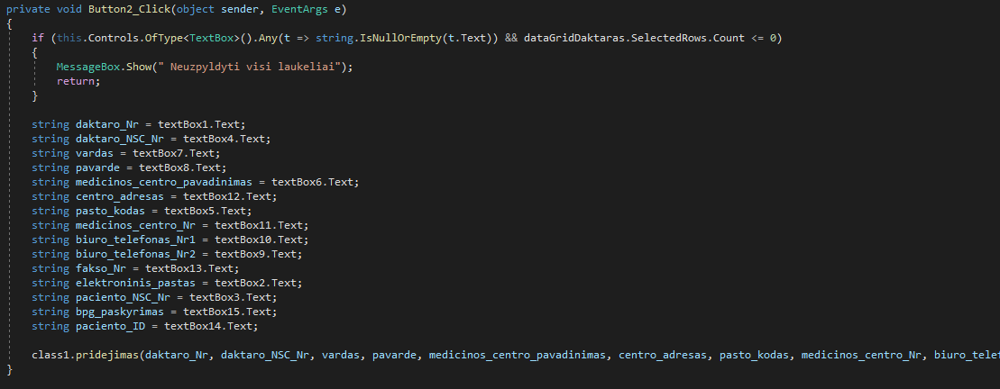 private void Button2_Click(object sender, EventArgs e)
{
if (this.Controls.OfType<TextBox>().Any(t => string.IsNullOrEmpty(t.Text)) && dataGridDaktaras.SelectedRows.Count <= 0)
{
MessageBox.Show(" Neuzpyldyti visi laukeliai");
return;
}
string daktaro_Nr = textBox1.Text;
string daktaro_NSC_Nr = textBox4.Text;
string vardas = textBox7.Text;
string pavarde = textBox8.Text;
string medicinos_centro_pavadinimas = textBox6.Text;
string centro_adresas = textBox12.Text;
string pasto_kodas = textBox5.Text;
string medicinos_centro_Nr = textBox11.Text;
string biuro_telefonas_Nr1 = textBox10.Text;
string biuro_telefonas_Nr2 = textBox9.Text;
string fakso_Nr = textBox13.Text;
string elektroninis_pastas = textBox2.Text;
string paciento_NSC_Nr = textBox3.Text;
string bpg_paskyrimas = textBox15.Text;
string paciento_ID = textBox14.Text;
class1.pridejimas(daktaro_Nr, daktaro_NSC_Nr, vardas, pavarde, medicinos_centro_pavadinimas, centro_adresas, pasto_kodas, medicinos_centro_Nr,
}